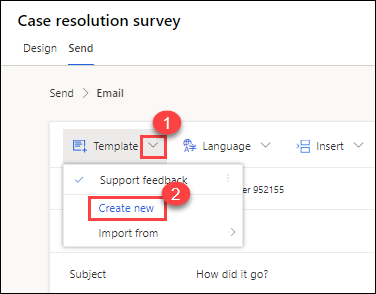 Case resolution survey
Design Send
Send > Email
1
Template Language Insert
Support feedback
er 952155
2
Create new
Import from
Subject How did it go?